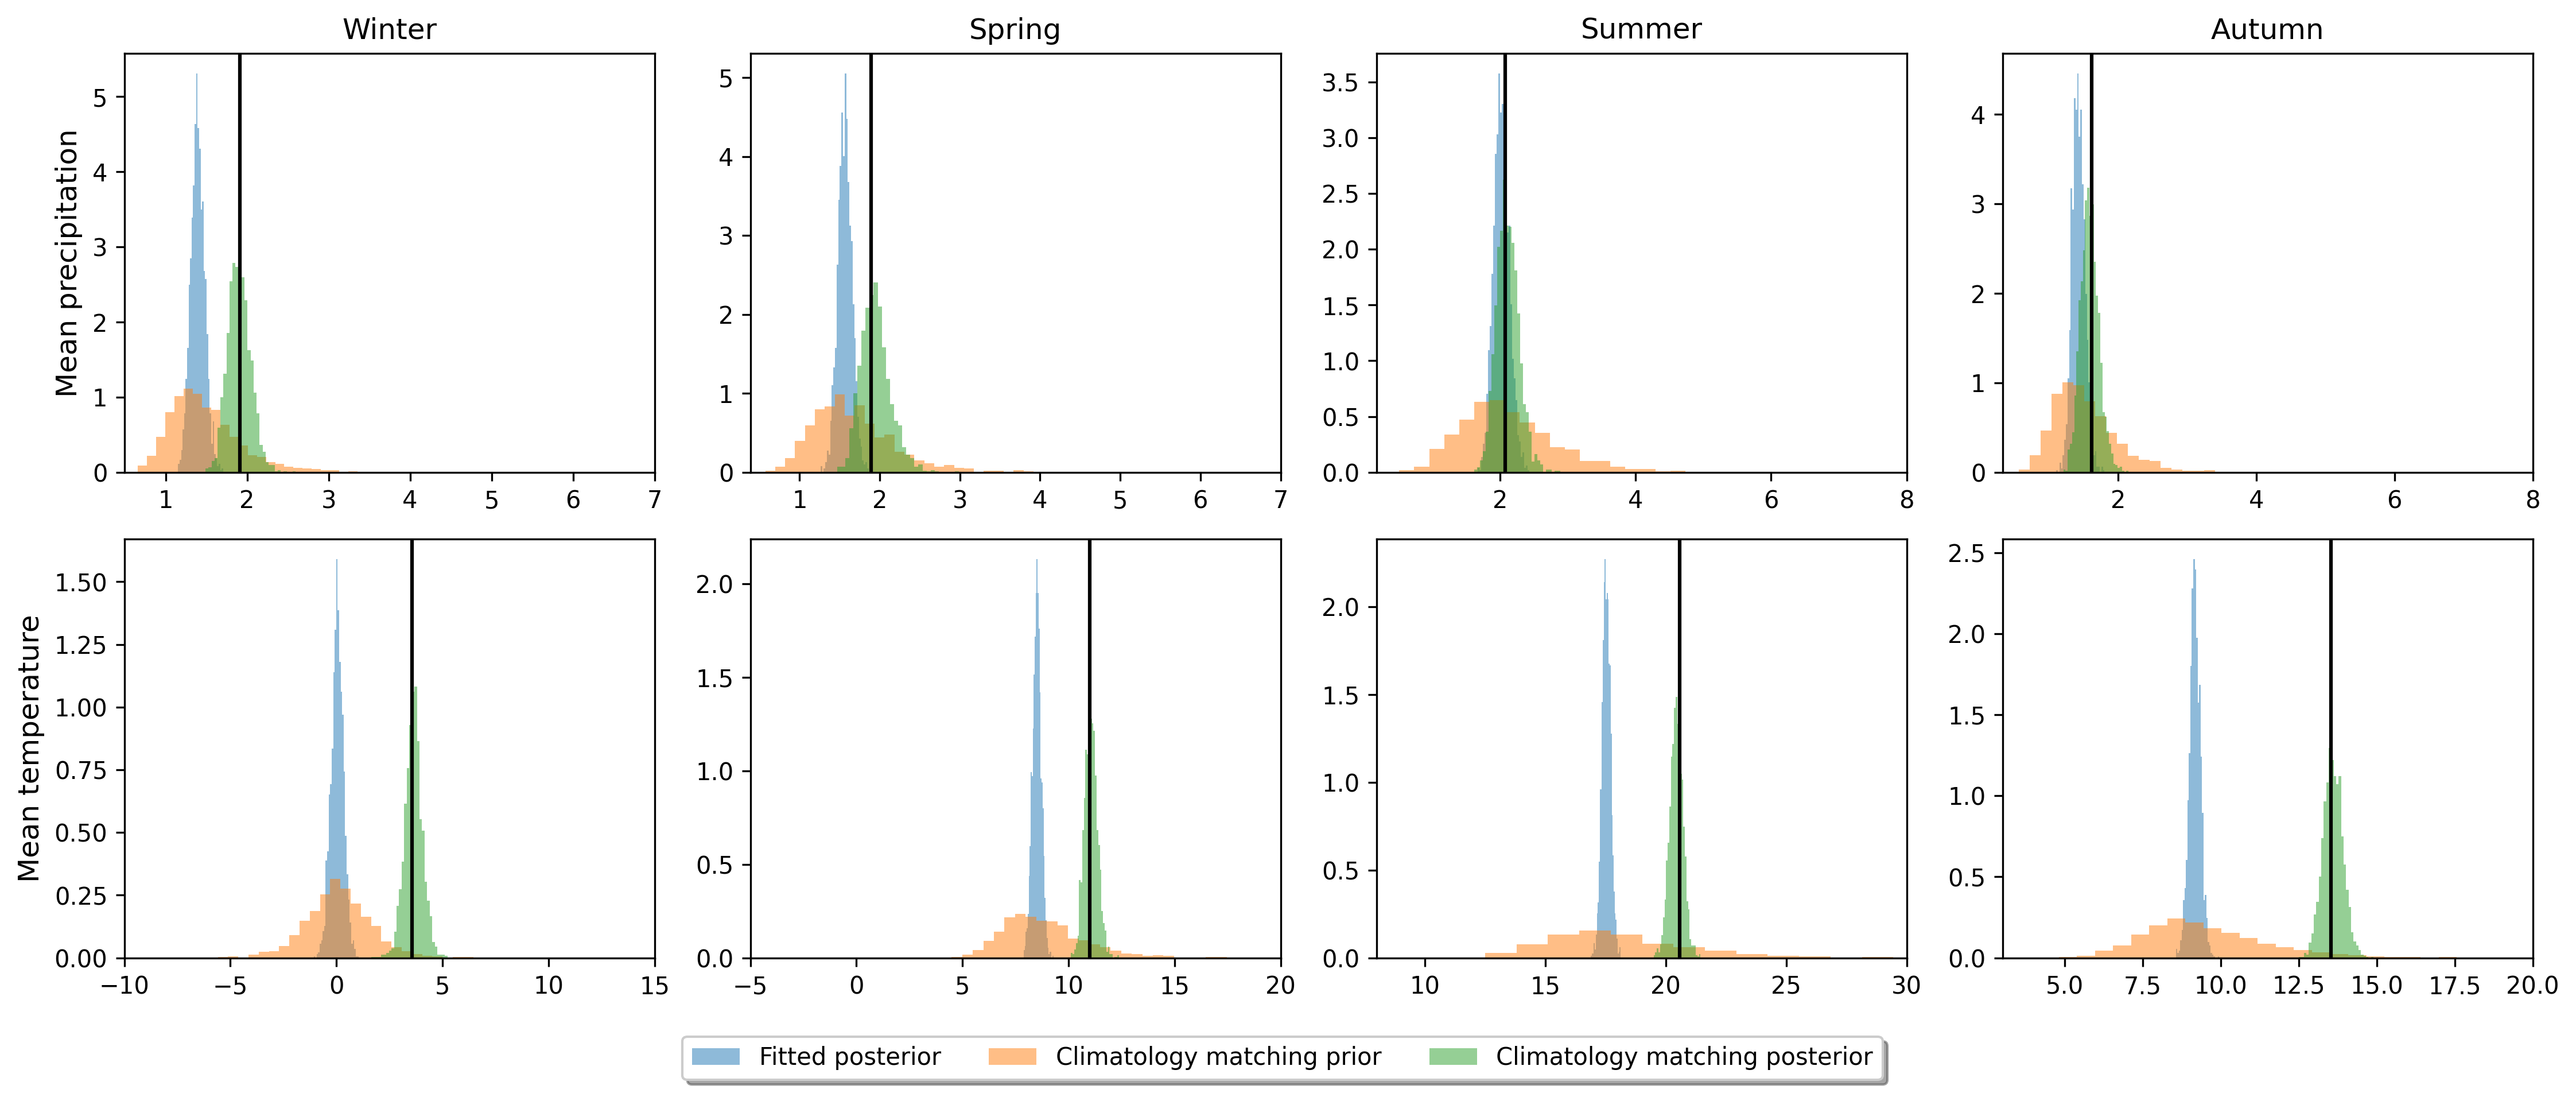 Winter Spring Summer Autumn
Mean precipitation
0 1 2 3 4 5
1 2 3 4 5 6 7
0 1 2 3 4 5
1 2 3 4 5 6 7
0.0 0.5 1.0 1.5 2.0 2.5 3.0 3.5
2 4 6 8
0 1 2 3 4
2 4 6 8
Mean temperature
0.00 0.25 0.50 0.75 1.00 1.25 1.50
−10 −5 0 5 10 15
0.0 0.5 1.0 1.5 2.0
−5 0 5 10 15 20
0.0 0.5 1.0 1.5 2.0
10 15 20 25 30
0.0 0.5 1.0 1.5 2.0 2.5
5.0 7.5 10.0 12.5 15.0 17.5 20.0
Fitted posterior Climatology matching prior Climatology matching posterior